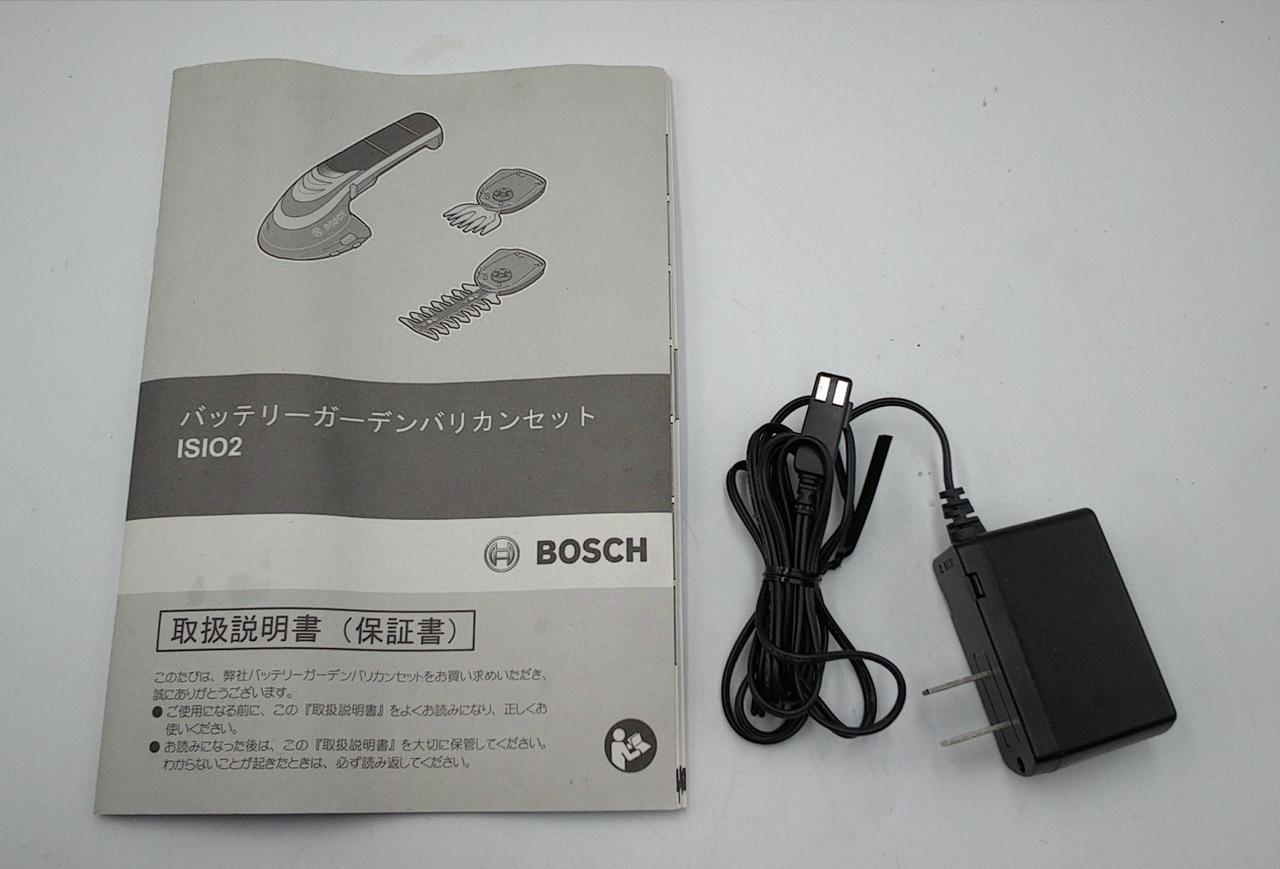 BOSCH
バッテリーガーデンバリカンセット
ISIO2
BOSCH
取扱説明書（保証書）
このたびは、弊社バッテリーガーデンバリカンセットをお買い求めいただき、
誠にありがとうございます。
● ご使用になる前に、この『取扱説明書』をよくお読みになり、正しくお
使いください。
● お読みになった後は、この『取扱説明書』を大切に保管してください。
わからないことが起きたときは、必ず読み返してください。